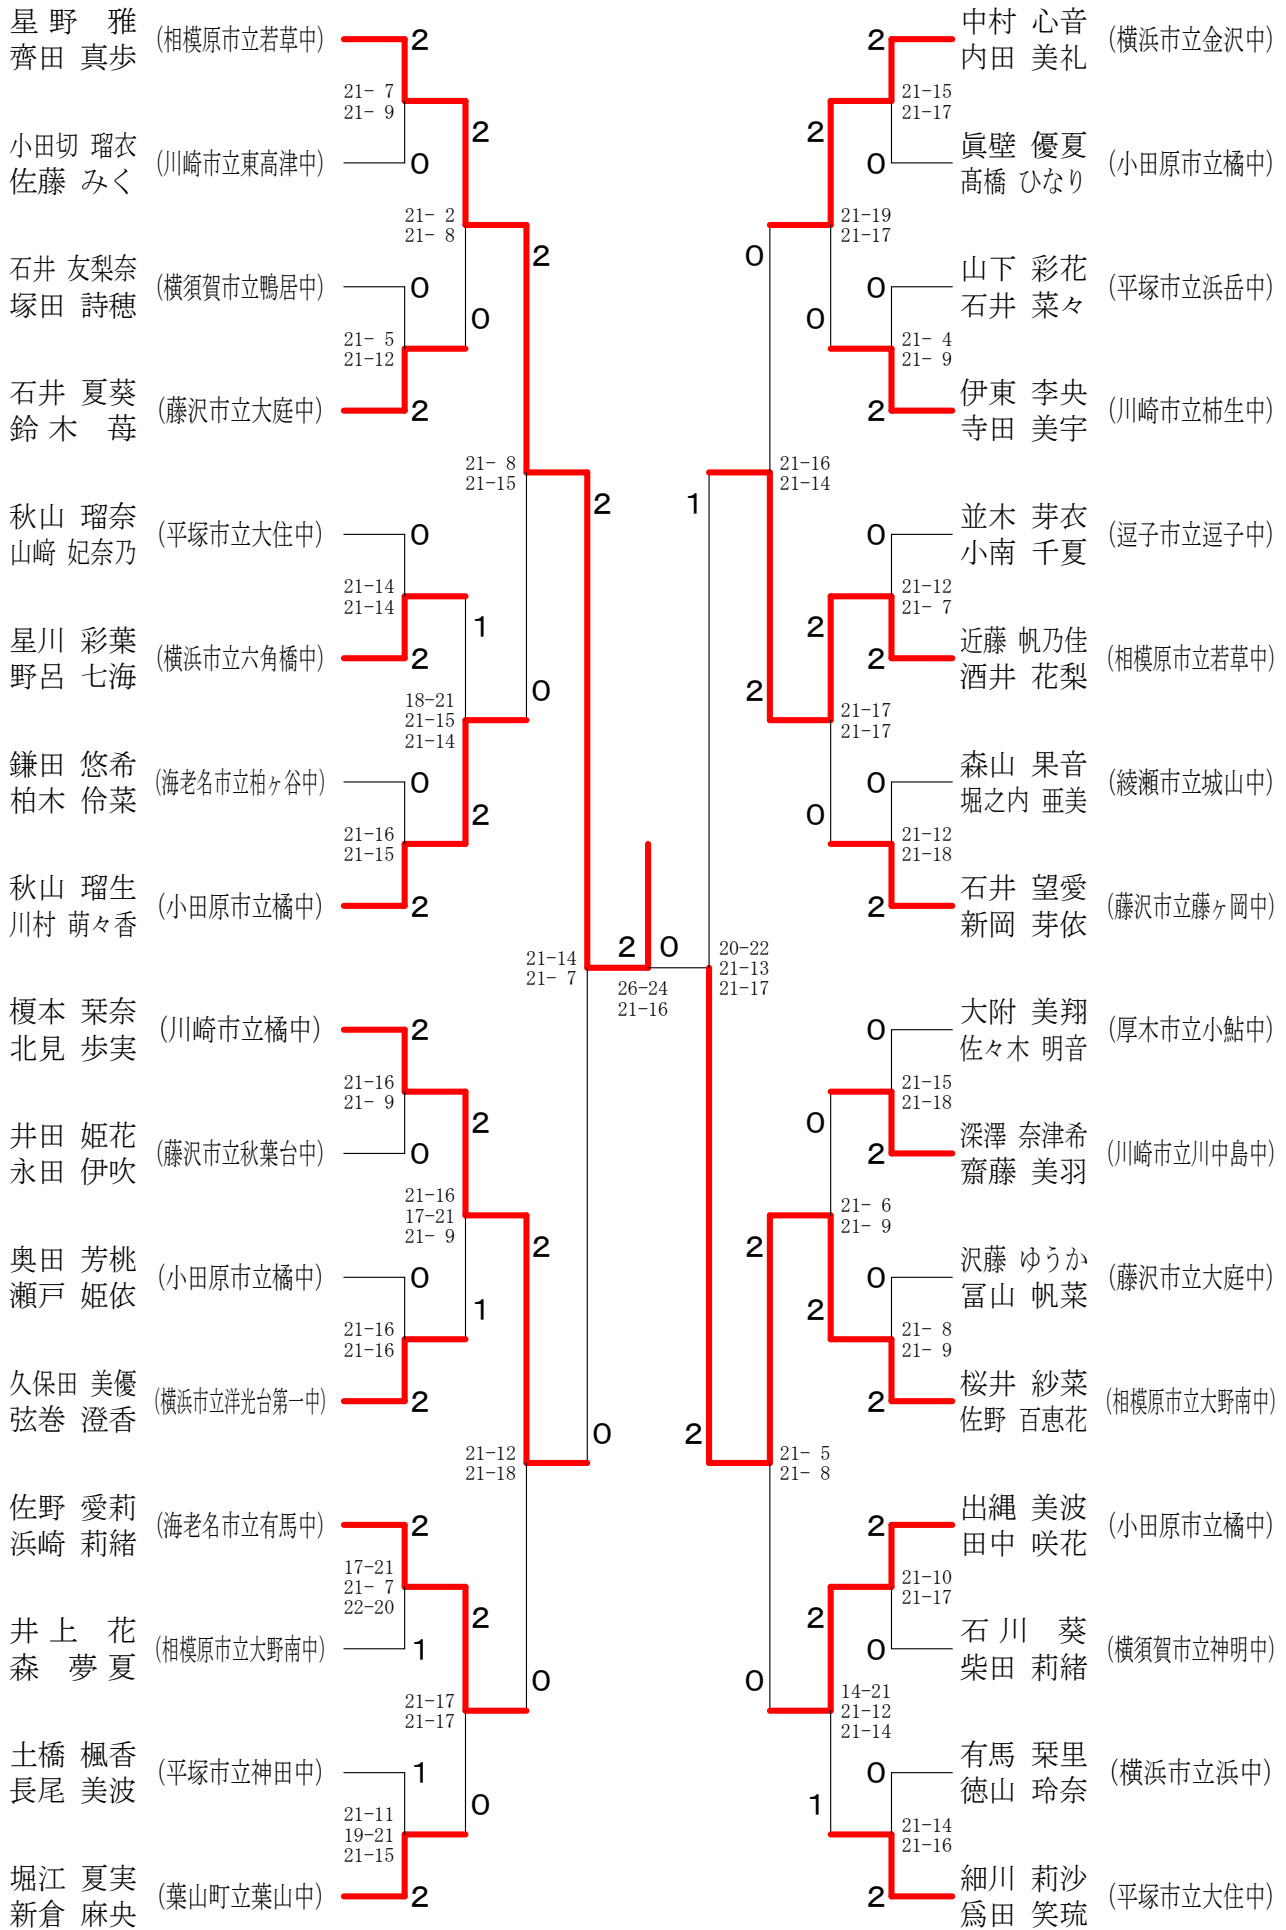 星野 雅
齊田 真歩
(相模原市立若草中)
2
21- 7
21- 9
小田切 瑠衣
佐藤 みく
(川崎市立東高津中)
0
2
21- 2
21- 8
石井 友梨奈
塚田 詩穂
(横須賀市立鴨居中)
0
21- 5
21-12
石井 夏葵
鈴木 苺
(藤沢市立大庭中)
2
0
2
21- 8
21-15
秋山 瑠奈
山﨑 妃奈乃
(平塚市立大住中)
0
21-14
21-14
星川 彩葉
野呂 七海
(横浜市立六角橋中)
2
1
18-21
21-15
21-14
鎌田 悠希
柏木 伶菜
(海老名市立柏ヶ谷中)
0
21-16
21-15
秋山 瑠生
川村 萌々香
(小田原市立橘中)
2
2
0
2
21-14
21- 7
榎本 栞奈
北見 歩実
(川崎市立橘中)
2
21-16
21- 9
井田 姫花
永田 伊吹
(藤沢市立秋葉台中)
0
2
21-16
17-21
21- 9
奥田 芳桃
瀬戸 姫依
(小田原市立橘中)
0
21-16
21-16
久保田 美優
弦巻 澄香
(横浜市立洋光台第一中)
2
1
2
21-12
21-18
佐野 愛莉
浜崎 莉緒
(海老名市立有馬中)
2
17-21
21- 7
22-20
井上 花
森 夢夏
(相模原市立大野南中)
1
2
21-17
21-17
土橋 楓香
長尾 美波
(平塚市立神田中)
1
21-11
19-21
21-15
堀江 夏実
新倉 麻央
(葉山町立葉山中)
2
0
0
0
2 0
26-24
21-16
中村 心音
内田 美礼
(横浜市立金沢中)
2
21-15
21-17
眞壁 優夏
髙橋 ひなり
(小田原市立橘中)
0
2
21-19
21-17
山下 彩花
石井 菜々
(平塚市立浜岳中)
0
21- 4
21- 9
伊東 李央
寺田 美宇
(川崎市立柿生中)
2
0
0
21-16
21-14
並木 芽衣
小南 千夏
(逗子市立逗子中)
0
21-12
21- 7
近藤 帆乃佳
酒井 花梨
(相模原市立若草中)
2
2
21-17
21-17
森山 果音
堀之内 亜美
(綾瀬市立城山中)
0
21-12
21-18
石井 望愛
新岡 芽依
(藤沢市立藤ヶ岡中)
2
0
2
1
20-22
21-13
21-17
大附 美翔
佐々木 明音
(厚木市立小鮎中)
0
21-15
21-18
深澤 奈津希
齋藤 美羽
(川崎市立川中島中)
2
0
21- 6
21- 9
沢藤 ゆうか
冨山 帆菜
(藤沢市立大庭中)
0
21- 8
21- 9
桜井 紗菜
佐野 百恵花
(相模原市立大野南中)
2
2
2
21- 5
21- 8
出縄 美波
田中 咲花
(小田原市立橘中)
2
21-10
21-17
石川 葵
柴田 莉緒
(横須賀市立神明中)
0
2
14-21
21-12
21-14
有馬 栞里
徳山 玲奈
(横浜市立浜中)
0
21-14
21-16
細川 莉沙
爲田 笑琉
(平塚市立大住中)
2
1
0
2